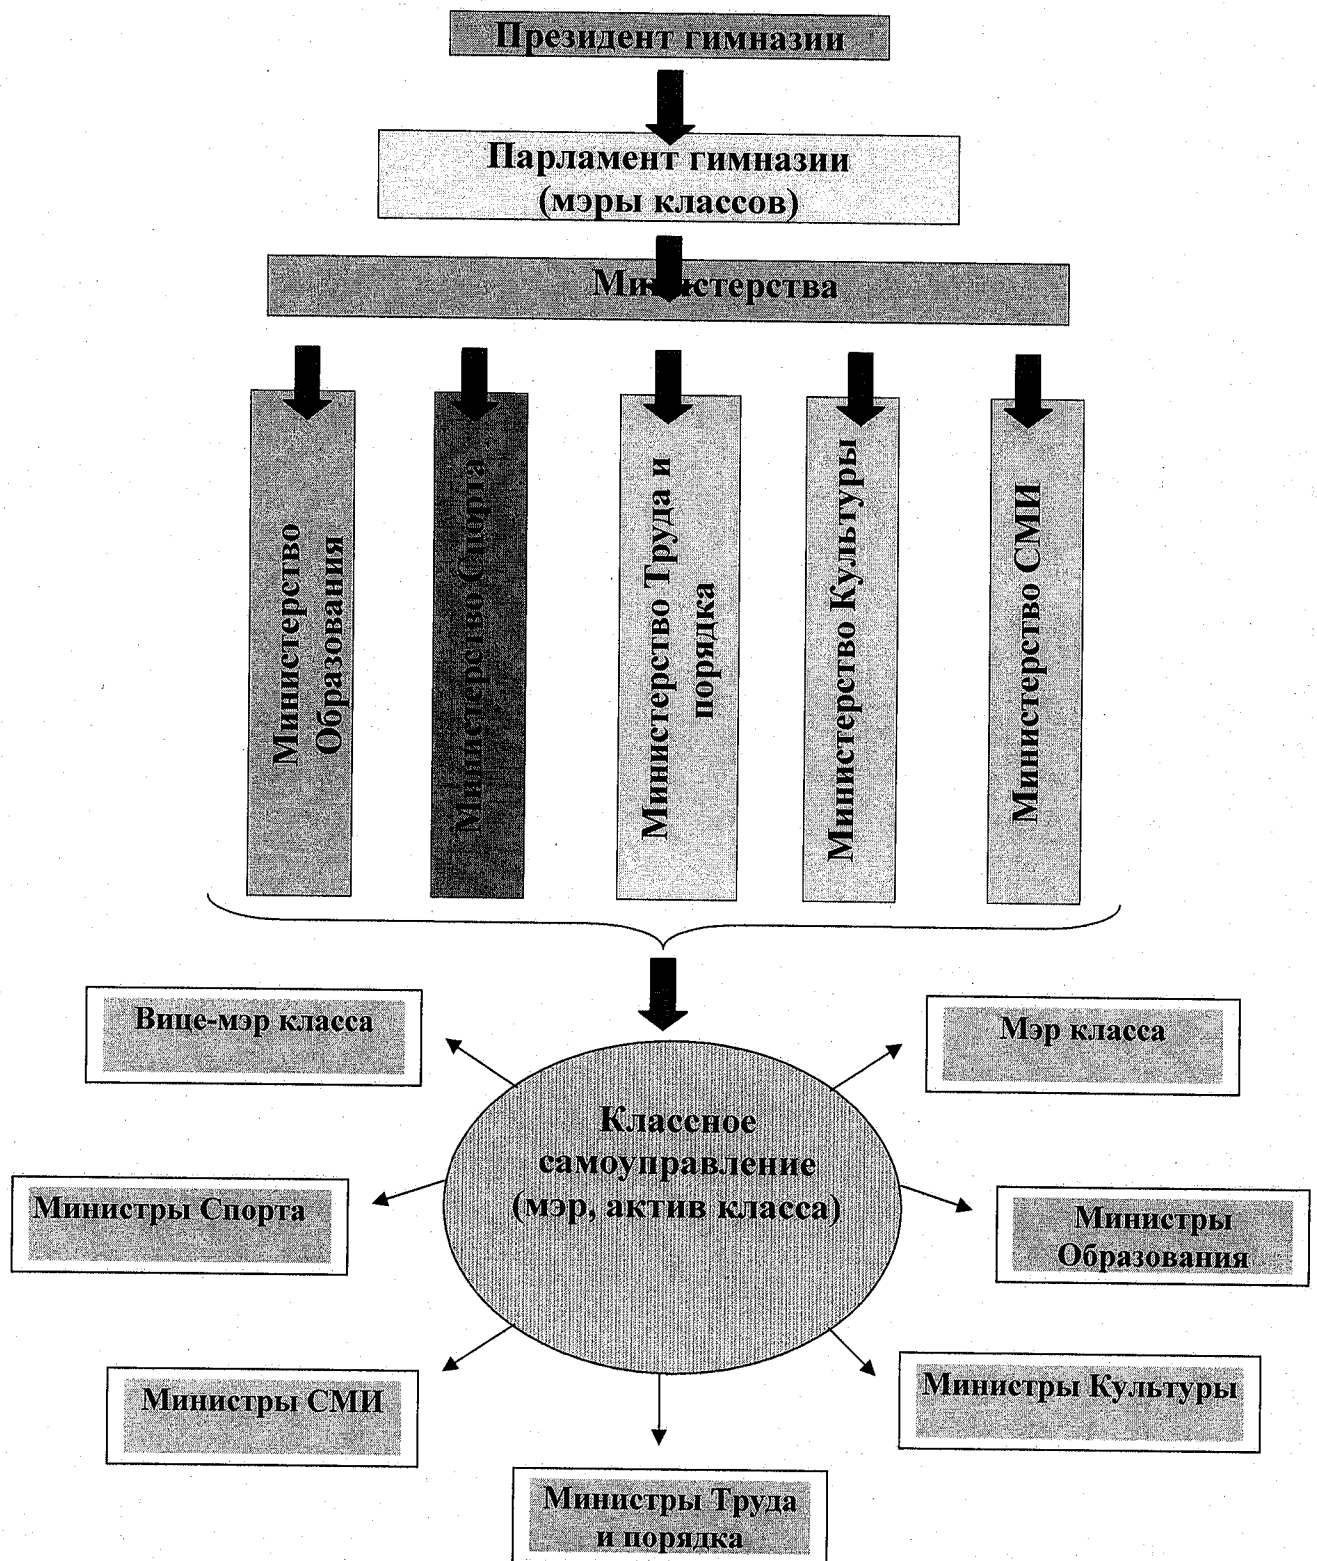 Президент гимназии
Парламент гимназии
(мэры классов)
Министерства
Министерство
Образования
Министерство Спорта
Министерство Труда и
порядка
Министерство Культуры
Министерство СМИ
Вице-мэр класса
Мэр класса
Классное
самоуправление
(мэр, актив класса)
Министры Спорта
Министры
Образования
Министры СМИ
Министры Культуры
Министры Труда
и порядка